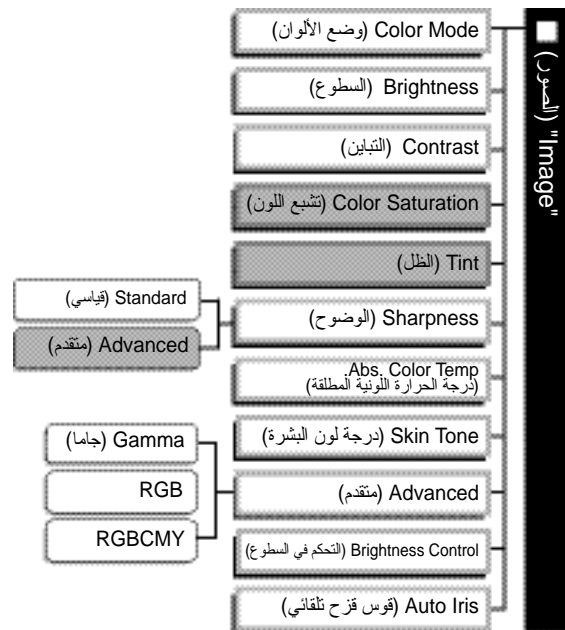 ■ "Image" (الصور)
Color Mode (وضع الألوان)
Brightness (السطوع)
Contrast (التباين)
Color Saturation (تشبع اللون)
Tint (الظل)
Sharpness (الوضوح)
Standard (قياسي)
Advanced (متقدم)
Abs. Color Temp
(درجة الحرارة اللونية المطلقة)
Skin Tone (درجة لون البشرة)
Advanced (متقدم)
Gamma (جاما)
RGB
RGBCMY
Brightness Control (التحكم في السطوع)
Auto Iris (قوس قزح تلقائي)